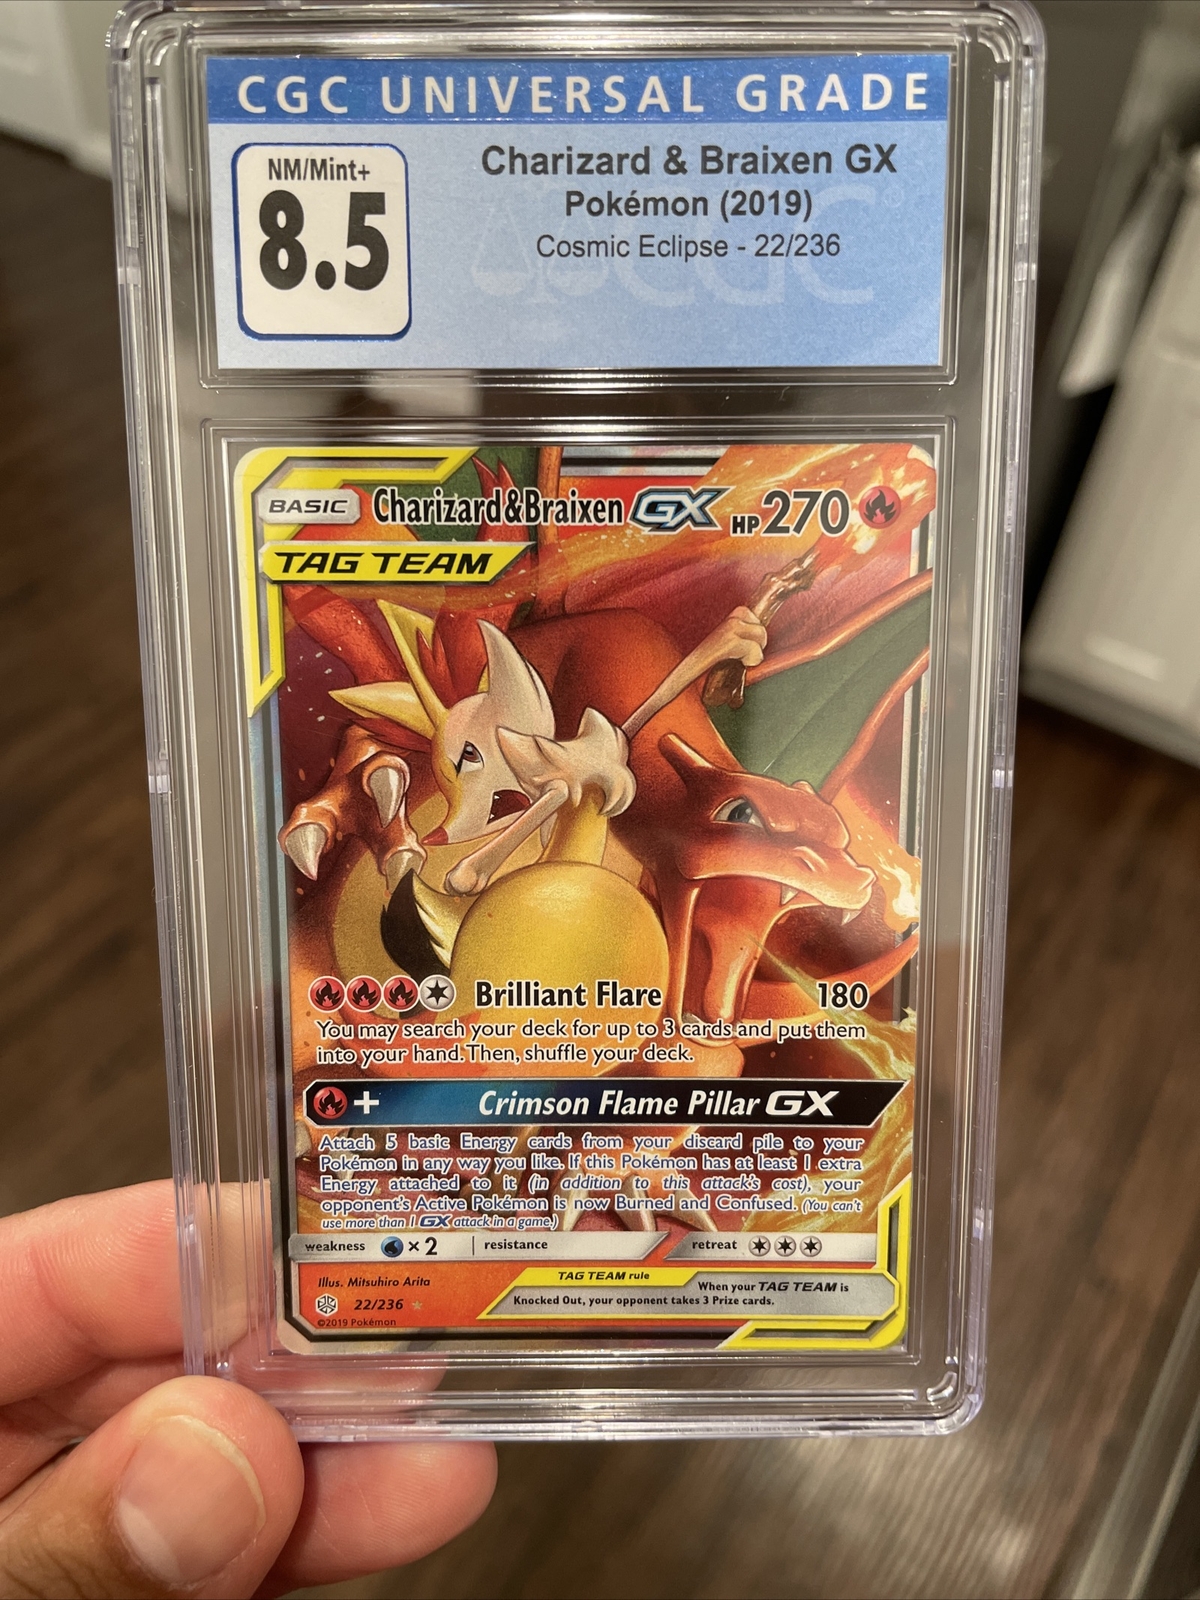 CGC UNIVERSAL GRADE
NM/Mint+
8.5
Charizard & Braixen GX
Pokémon (2019)
Cosmic Eclipse - 22/236
CGC
BASIC Charizard&Braixen GX HP 270
TAG TEAM
Brilliant Flare 180
You may search your deck for up to 3 cards and put them
into your hand. Then, shuffle your deck.
+ Crimson Flame Pillar GX
Attach 5 basic Energy cards from your discard pile to your
Pokémon in any way you like. If this Pokémon has at least 1 extra
Energy attached to it (in addition to this attack's cost), your
opponent's Active Pokémon is now Burned and Confused. (You can't
use more than 1 GX attack in a game.)
weakness ×2 resistance retreat
Illus. Mitsuhiro Arita
22/236
©2019 Pokémon
TAG TEAM rule
When your TAG TEAM is
Knocked Out, your opponent takes 3 Prize cards.